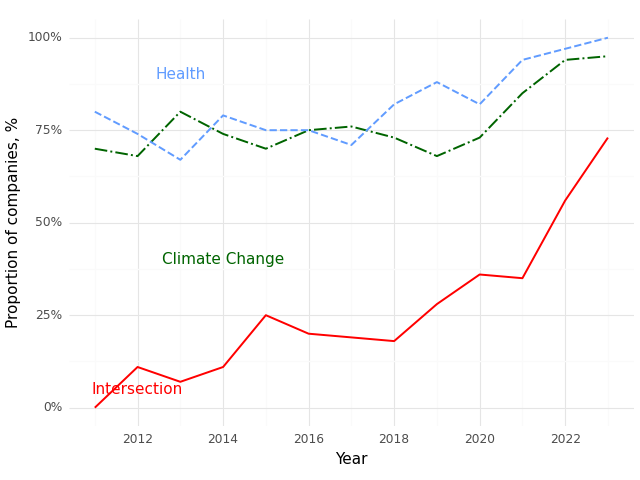 100%
75%
50%
25%
0%
Proportion of companies, %
Health
Climate Change
Intersection
2012 2014 2016 2018 2020 2022
Year